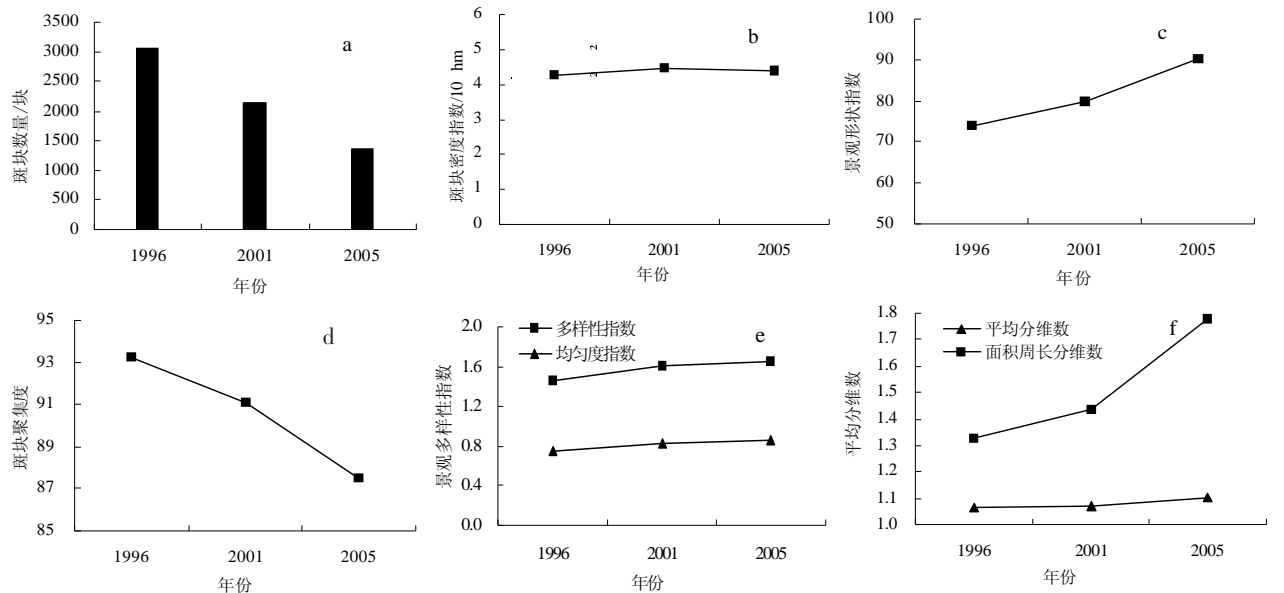 a
3500
3000
2500
2000
1500
1000
500
0
斑块数量/块
1996 2001 2005
年份
b
6
5
4
3
2
1
0
斑块密度指数/10 hm
2
2
1996 2001 2005
年份
c
100
90
80
70
60
50
景观形状指数
1996 2001 2005
年份
d
95
93
91
89
87
85
斑块聚集度
1996 2001 2005
年份
e
多样性指数
均匀度指数
2.0
1.6
1.2
0.8
0.4
0.0
景观多样性指数
1996 2001 2005
年份
f
平均分维数
面积周长分维数
1.8
1.7
1.6
1.5
1.4
1.3
1.2
1.1
1.0
平均分维数
1996 2001 2005
年份